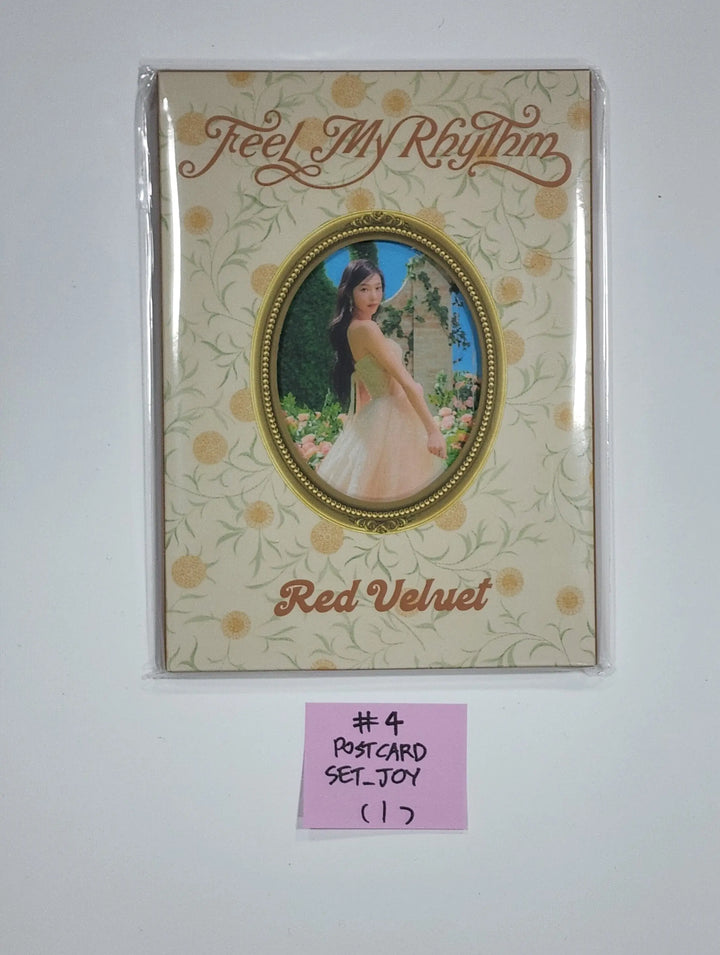 Feel My Rhythm
Red Velvet
#4
POSTCARD
SET_JOY
(1)